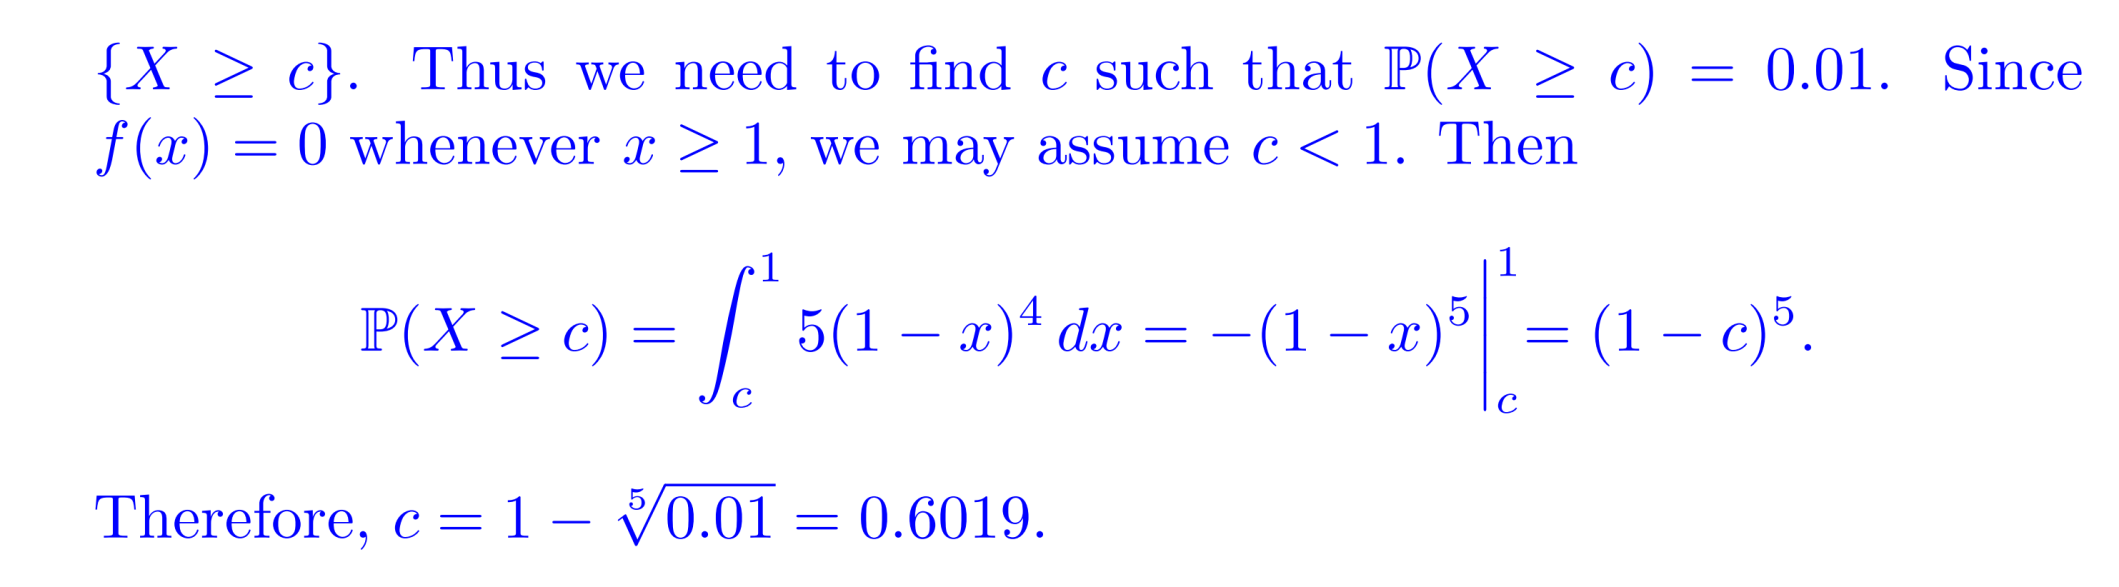 {X ≥ c}. Thus we need to find c such that ℙ(X ≥ c) = 0.01. Since
f(x) = 0 whenever x ≥ 1, we may assume c < 1. Then
ℙ(X ≥ c) = ∫_c^1 5(1 − x)^4 dx = −(1 − x)^5 |_c^1 = (1 − c)^5.
Therefore, c = 1 − ⁵√0.01 = 0.6019.